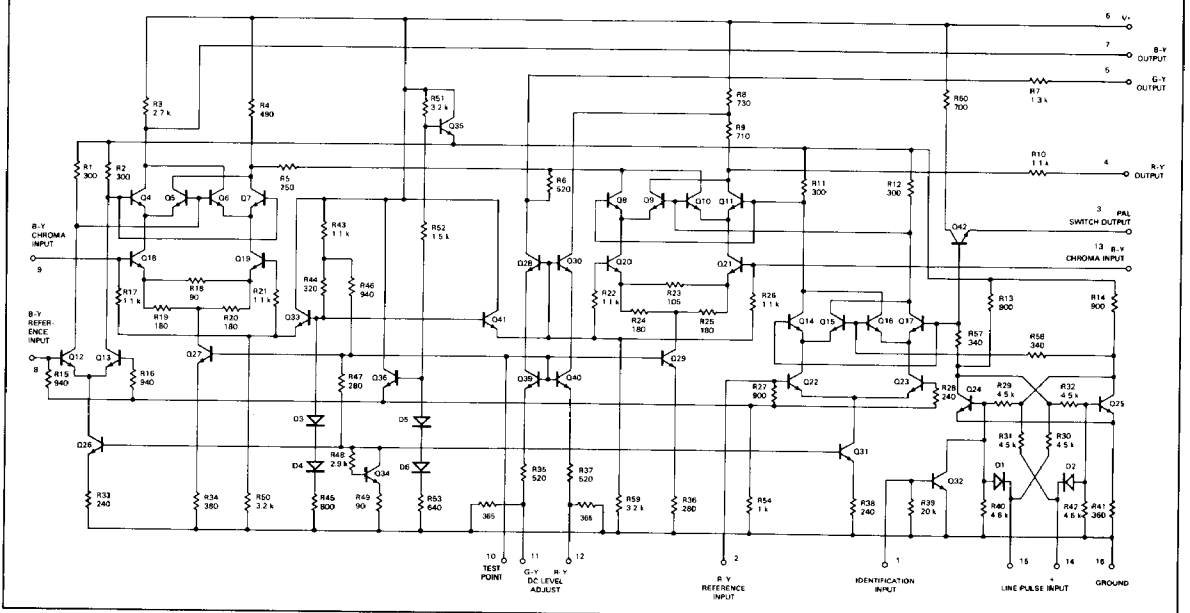 6 V+
7 B-Y OUTPUT
5 G-Y OUTPUT
R3 2.7 k
R4 490
R51 3.2 k
Q35
R8 730
R9 710
R60 700
R7 1.3 k
R1 300
R2 300
R5 250
R6 520
R11 300
R12 300
R10 1.1 k
4 R-Y OUTPUT
Q4
Q5
Q6
Q7
Q8
Q9
Q10
Q11
3 PAL SWITCH OUTPUT
Q42
13 R-Y CHROMA INPUT
B-Y CHROMA INPUT
9
R43 1.1 k
R52 1.5 k
Q18
Q19
Q28
Q30
Q20
Q21
R17 1.1 k
R18 90
R19 180
R20 180
R21 1.1 k
R44 320
R46 940
Q33
Q41
R22 1.1 k
R23 105
R24 180
R25 180
R26 1.1 k
R13 900
R14 900
Q14
Q15
Q16
Q17
R57 340
R58 340
B-Y REFERENCE INPUT
8
Q12
Q13
R15 940
R16 940
Q27
R47 280
Q36
Q39
Q40
Q29
R27 900
Q22
Q23
R28 240
Q24
R29 4.5 k
R32 4.5 k
Q25
D3
D5
R31 4.5 k
R30 4.5 k
Q26
R48 2.9 k
Q34
D4
D6
Q31
Q32
D1
D2
R33 240
R34 380
R50 3.2 k
R45 800
R49 90
R53 640
R35 520
R37 520
365
365
R59 3.2 k
R36 280
R54 1 k
R38 240
R39 20 k
R40 4.6 k
R42 4.6 k
R41 360
10 TEST POINT
11 G-Y
12 R-Y
DC LEVEL ADJUST
2 R-Y REFERENCE INPUT
1 IDENTIFICATION INPUT
15
14
+
LINE PULSE INPUT
16 GROUND